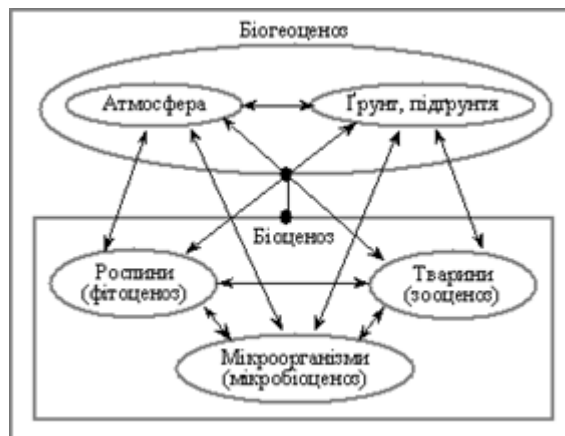 Біогеоценоз
Атмосфера
Ґрунт, підґрунтя
Біоценоз
Рослини
(фітоценоз)
Тварини
(зооценоз)
Мікроорганізми
(мікробіоценоз)